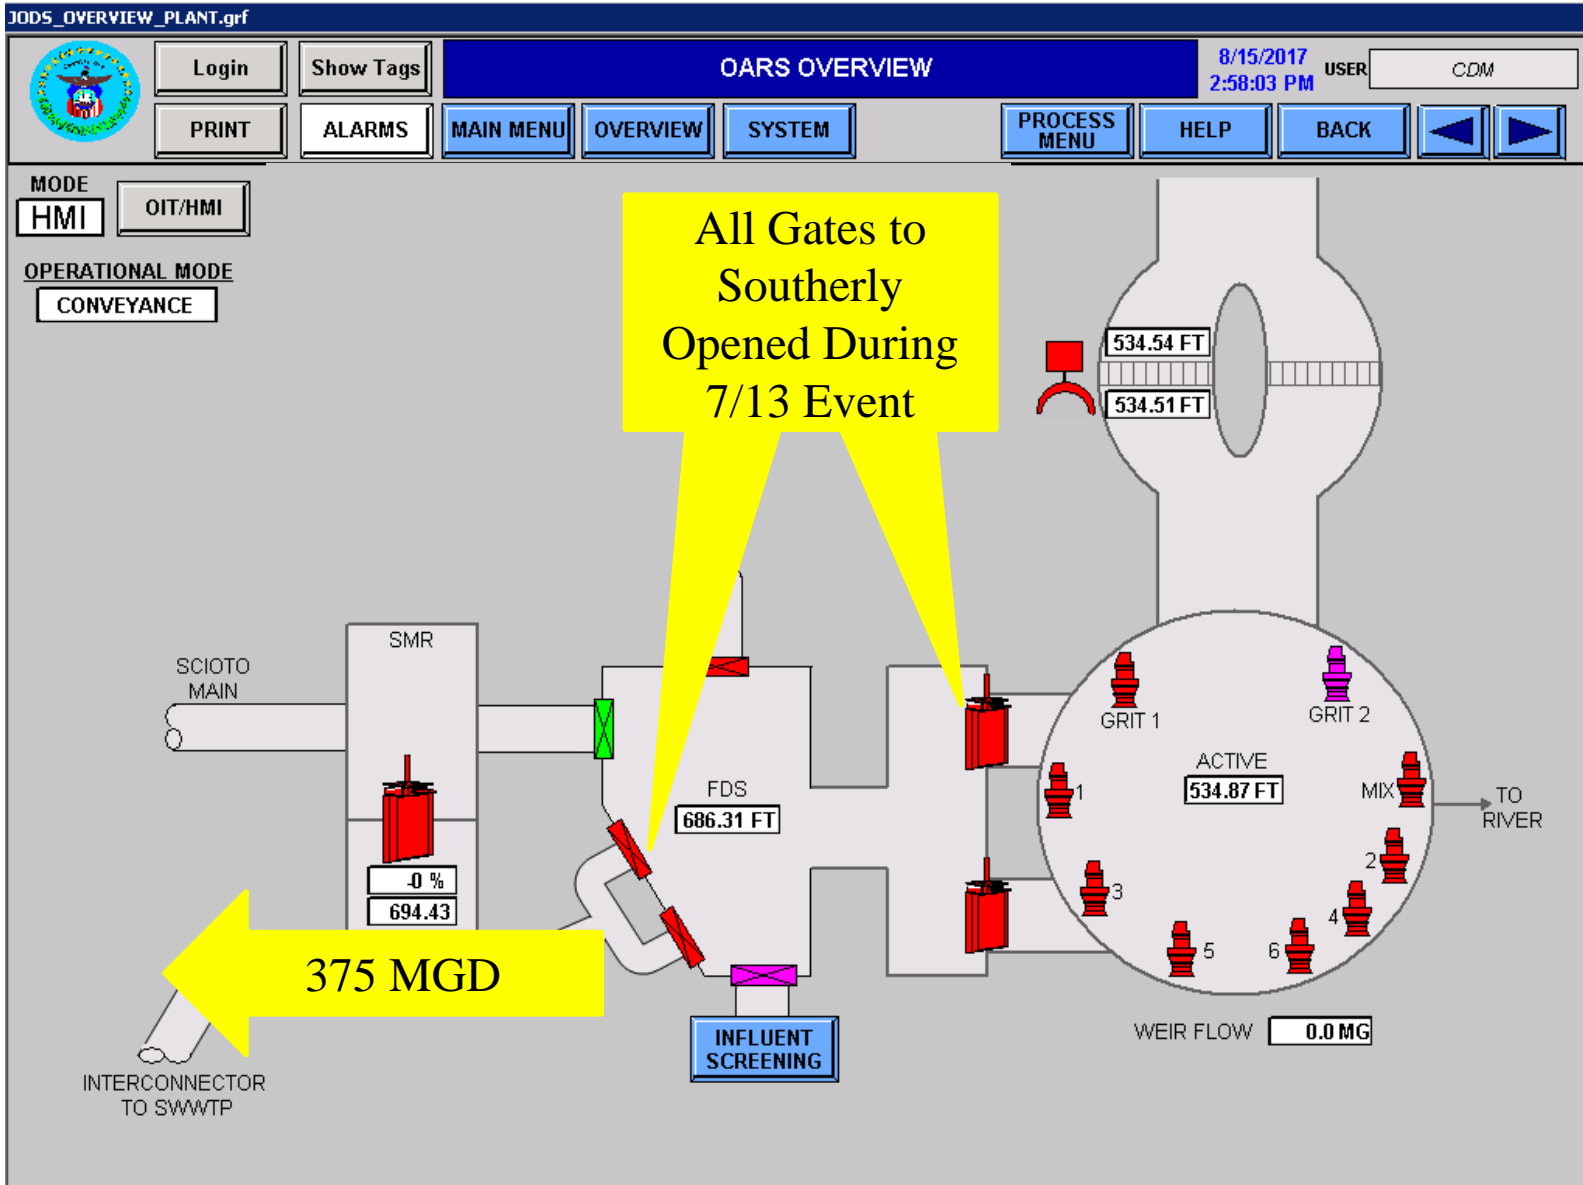 JODS_OVERVIEW_PLANT.grf
Login
Show Tags
OARS OVERVIEW
8/15/2017
2:58:03 PM
USER
CDM
PRINT
ALARMS
MAIN MENU
OVERVIEW
SYSTEM
PROCESS
MENU
HELP
BACK
MODE
HMI
OIT/HMI
OPERATIONAL MODE
CONVEYANCE
All Gates to
Southerly
Opened During
7/13 Event
534.54 FT
534.51 FT
SMR
SCIOTO
MAIN
GRIT 1
GRIT 2
ACTIVE
534.87 FT
FDS
686.31 FT
1
MIX
TO
RIVER
2
3
4
5
6
-0 %
694.43
375 MGD
INFLUENT
SCREENING
WEIR FLOW
0.0 MG
INTERCONNECTOR
TO SWWTP